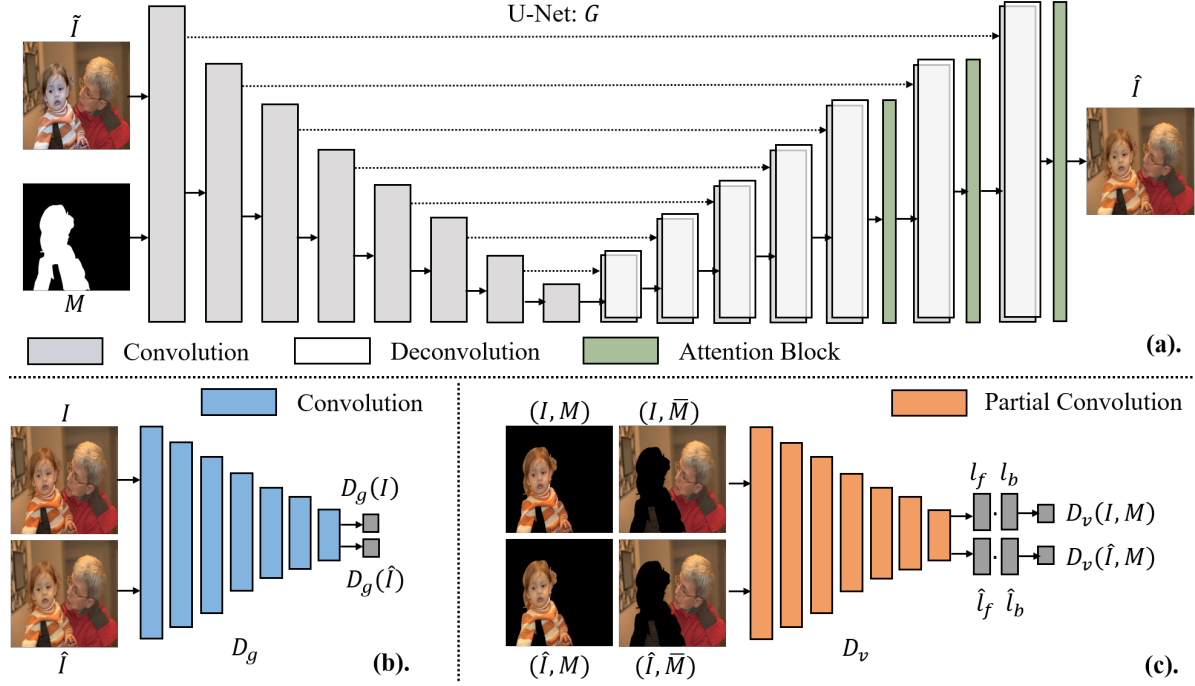 U-Net: G
Ĩ
Î
M
Convolution
Deconvolution
Attention Block
(a).
Convolution
I
D_g(I)
D_g(Î)
Î
D_g
(b).
Partial Convolution
(I, M)
(I, M̅)
l_f · l_b
D_v(I, M)
D_v(Î, M)
l̂_f · l̂_b
(Î, M)
(Î, M̅)
D_v
(c).